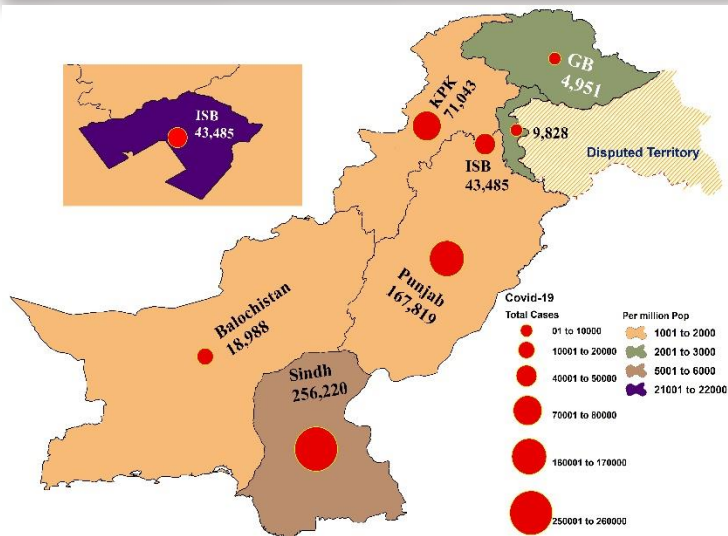 GB
4,951
KPK
71,043
ISB
43,485
9,828
Disputed Territory
ISB
43,485
Punjab
167,819
Balochistan
18,988
Sindh
256,220
Covid-19
Total Cases
01 to 10000
10001 to 20000
40001 to 50000
70001 to 80000
160001 to 170000
250001 to 260000
Per million Pop
1001 to 2000
2001 to 3000
5001 to 6000
21001 to 22000